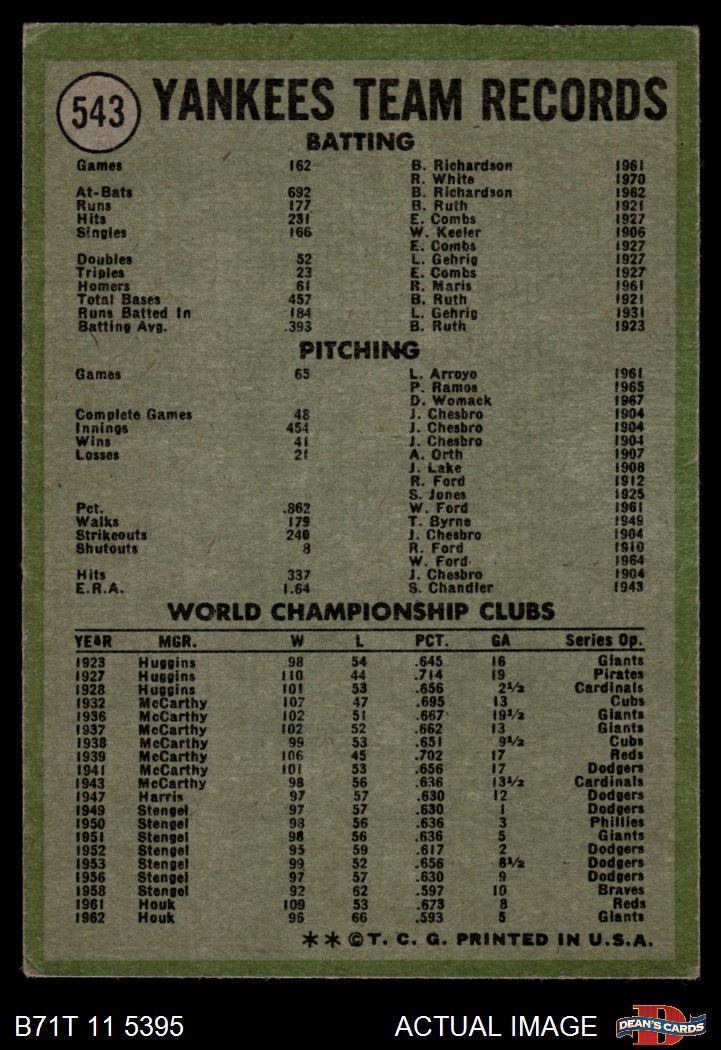 543 YANKEES TEAM RECORDS
BATTING
Games 162 B. Richardson 1961
R. White 1970
At-Bats 692 B. Richardson 1962
Runs 177 B. Ruth 1921
Hits 231 E. Combs 1927
Singles 166 W. Keeler 1906
E. Combs 1927
Doubles 52 L. Gehrig 1927
Triples 23 E. Combs 1927
Homers 61 R. Maris 1961
Total Bases 457 B. Ruth 1921
Runs Batted In 184 L. Gehrig 1931
Batting Avg. .393 B. Ruth 1923
PITCHING
Games 65 L. Arroyo 1961
P. Ramos 1965
D. Womack 1967
Complete Games 48 J. Chesbro 1904
Innings 454 J. Chesbro 1904
Wins 41 J. Chesbro 1904
Losses 21 A. Orth 1907
J. Lake 1908
R. Ford 1912
S. Jones 1925
Pct. .862 W. Ford 1961
Walks 179 T. Byrne 1949
Strikeouts 240 J. Chesbro 1904
Shutouts 8 R. Ford 1910
W. Ford 1964
Hits 337 J. Chesbro 1904
E.R.A. 1.64 S. Chandler 1943
WORLD CHAMPIONSHIP CLUBS
YEAR MGR. W L PCT. GA Series Op.
1923 Huggins 98 54 .645 16 Giants
1927 Huggins 110 44 .714 19 Pirates
1928 Huggins 101 53 .656 2½ Cardinals
1932 McCarthy 107 47 .695 13 Cubs
1936 McCarthy 102 51 .667 19½ Giants
1937 McCarthy 102 52 .662 13 Giants
1938 McCarthy 99 53 .651 9½ Cubs
1939 McCarthy 106 45 .702 17 Reds
1941 McCarthy 101 53 .656 17 Dodgers
1943 McCarthy 98 56 .636 13½ Cardinals
1947 Harris 97 57 .630 12 Dodgers
1949 Stengel 97 57 .630 1 Dodgers
1950 Stengel 98 56 .636 3 Phillies
1951 Stengel 98 56 .636 5 Giants
1952 Stengel 95 59 .617 2 Dodgers
1953 Stengel 99 52 .656 8½ Dodgers
1956 Stengel 97 57 .630 9 Dodgers
1958 Stengel 92 62 .597 10 Braves
1961 Houk 109 53 .673 8 Reds
1962 Houk 96 66 .593 5 Giants
**©T. C. G. PRINTED IN U.S.A.
B71T 11 5395 ACTUAL IMAGE D DEAN'S CARDS